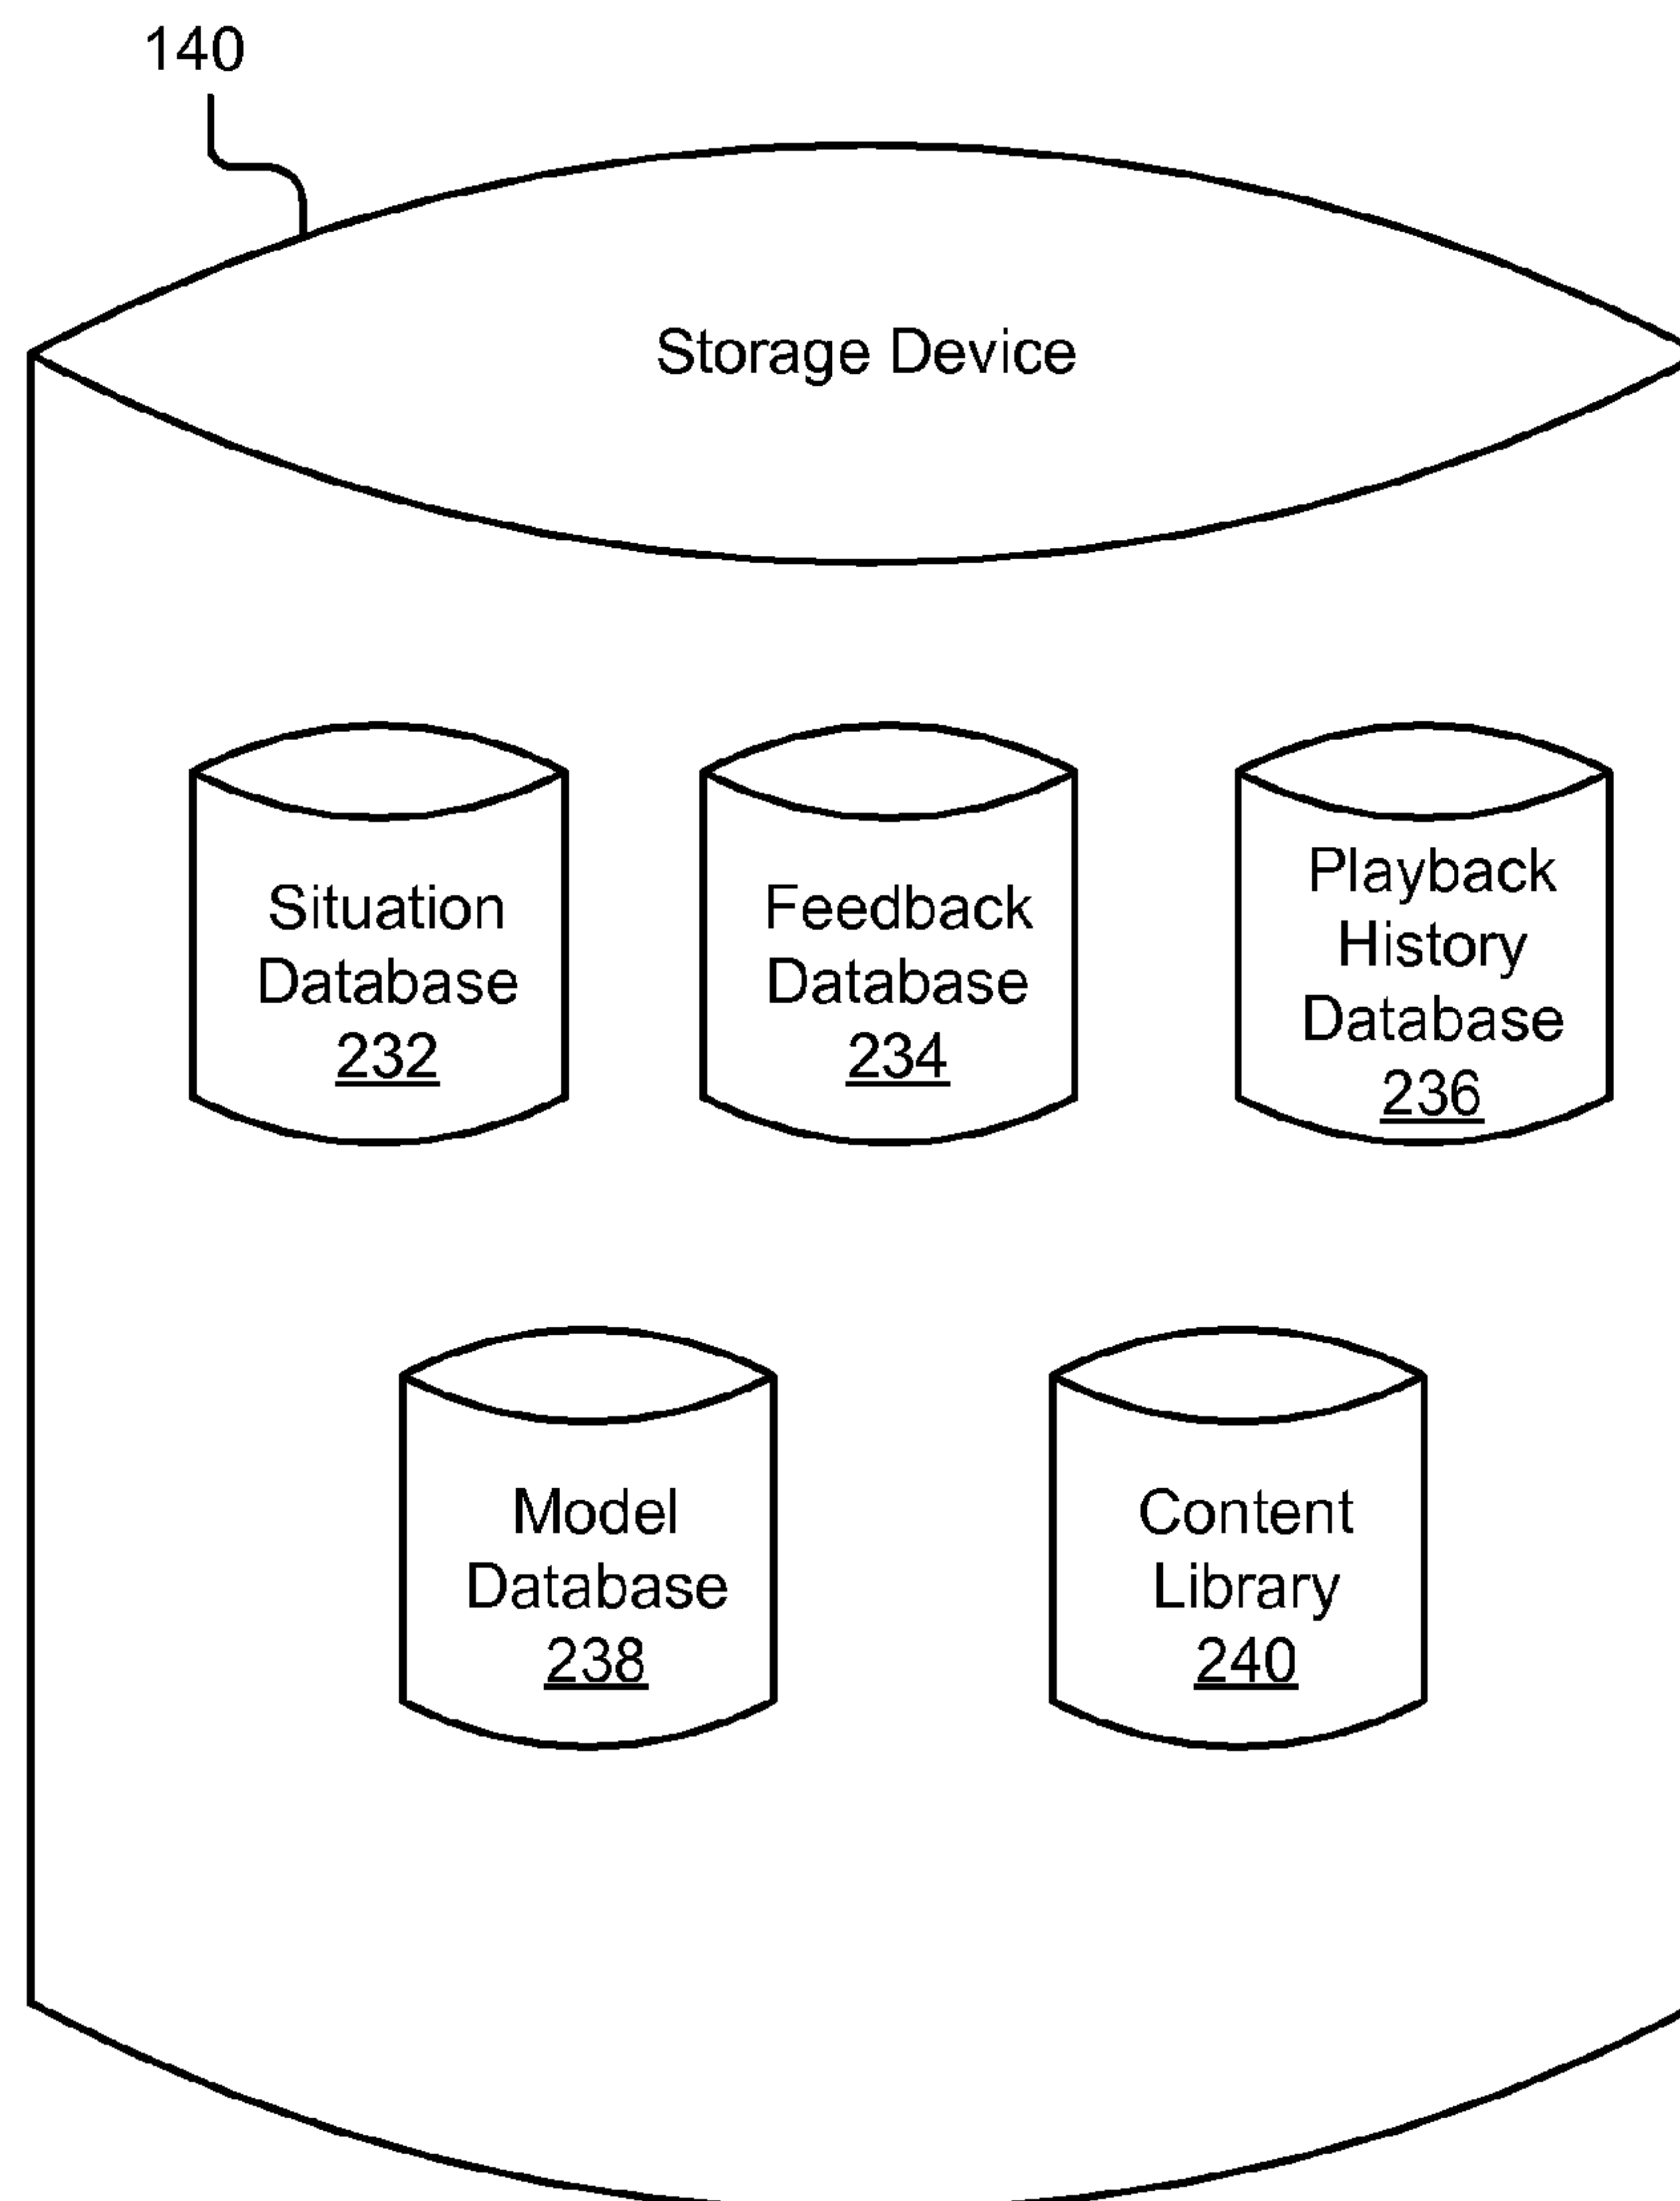 140
Storage Device
Situation
Database
232
Feedback
Database
234
Playback
History
Database
236
Model
Database
238
Content
Library
240